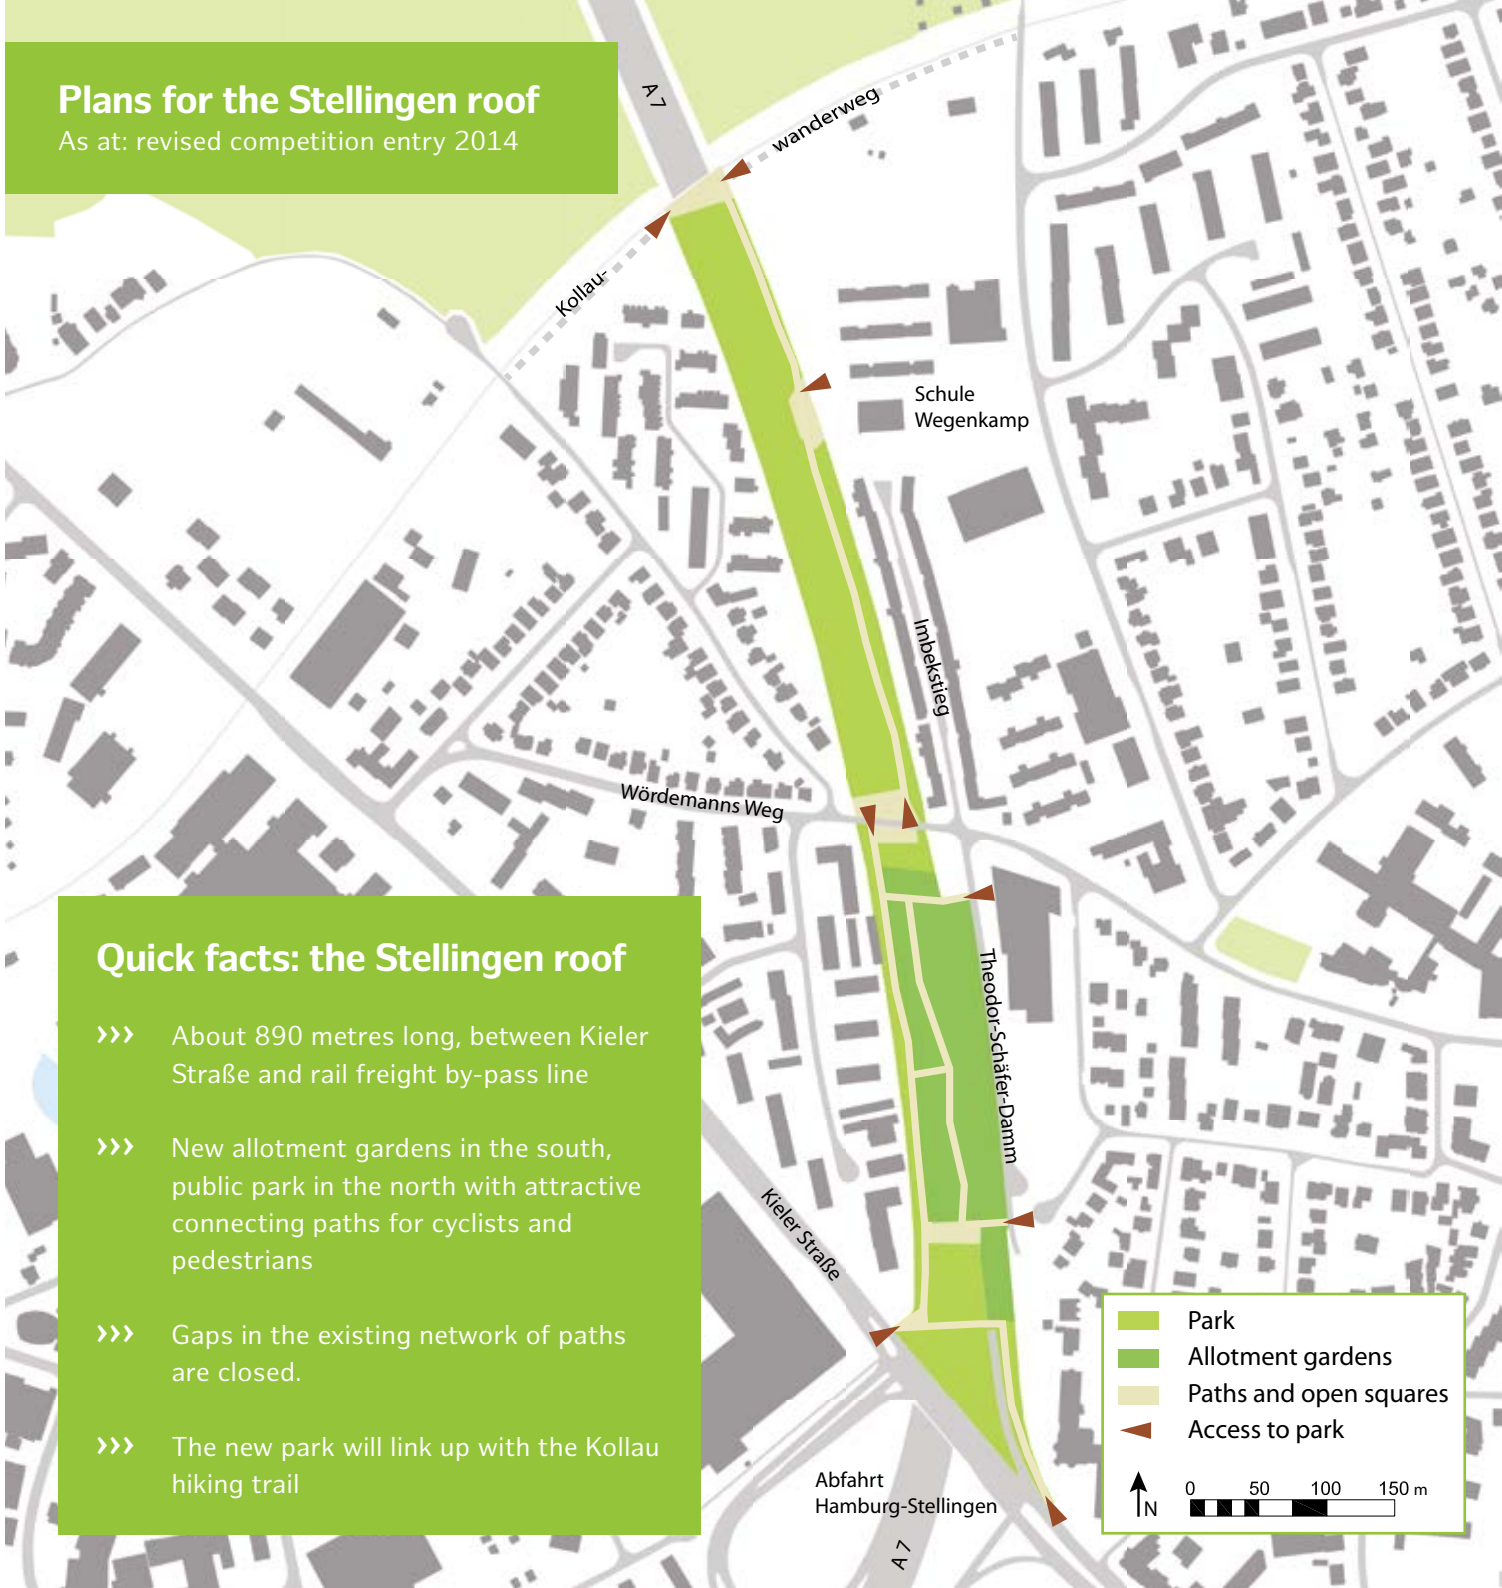 Plans for the Stellingen roof
As at: revised competition entry 2014
A 7
wanderweg
Kollau-
Schule
Wegenkamp
Imbekstieg
Wördemanns Weg
Theodor-Schäfer-Damm
Kieler Straße
Quick facts: the Stellingen roof
››› About 890 metres long, between Kieler
Straße and rail freight by-pass line
››› New allotment gardens in the south,
public park in the north with attractive
connecting paths for cyclists and
pedestrians
››› Gaps in the existing network of paths
are closed.
››› The new park will link up with the Kollau
hiking trail
Abfahrt
Hamburg-Stellingen
A 7
Park
Allotment gardens
Paths and open squares
Access to park
N
0 50 100 150 m